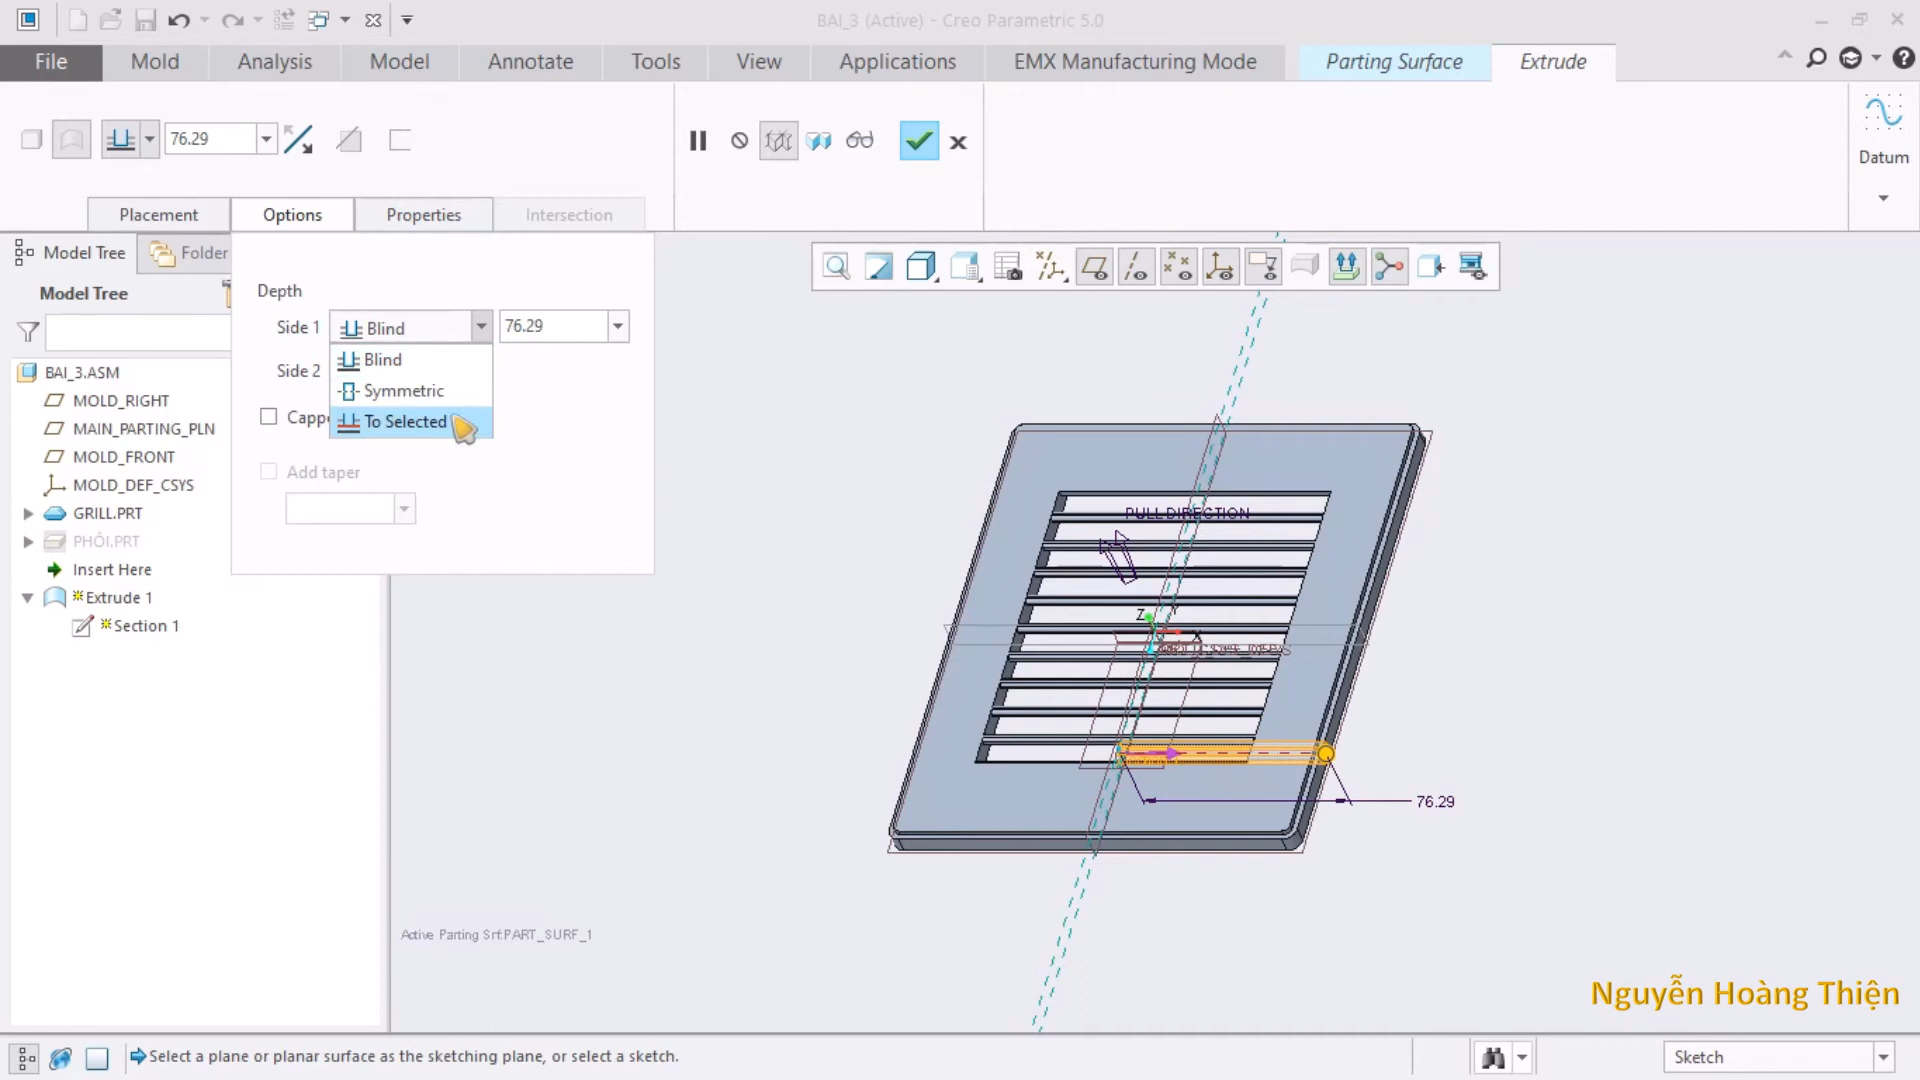 BAI_3 (Active) - Creo Parametric 5.0
File Mold Analysis Model Annotate Tools View Applications EMX Manufacturing Mode Parting Surface Extrude
76.29
Datum
Placement Options Properties Intersection
Model Tree Folder
Model Tree
BAI_3.ASM
MOLD_RIGHT
MAIN_PARTING_PLN
MOLD_FRONT
MOLD_DEF_CSYS
GRILL.PRT
PHÔI.PRT
Insert Here
Extrude 1
Section 1
Depth
Side 1 Blind 76.29
Blind
Side 2
Symmetric
Capp
To Selected
Add taper
PULL DIRECTION
Z
Y
X
76.29
Active Parting Srf:PART_SURF_1
Nguyễn Hoàng Thiện
Select a plane or planar surface as the sketching plane, or select a sketch.
Sketch